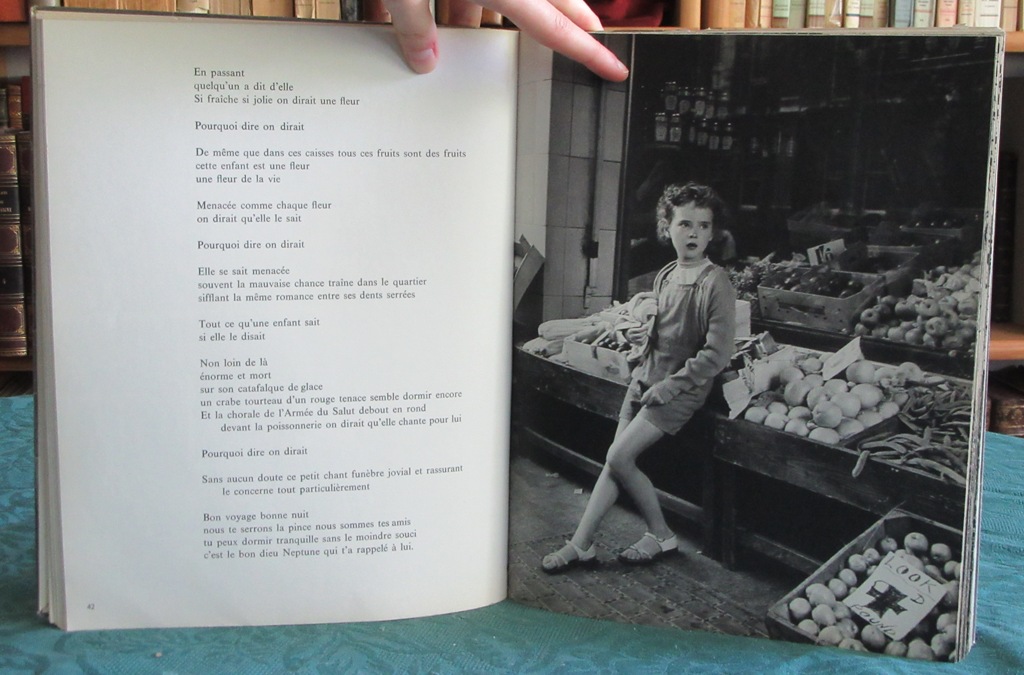 En passant
quelqu'un a dit d'elle
Si fraîche si jolie on dirait une fleur
Pourquoi dire on dirait
De même que dans ces caisses tous ces fruits sont des fruits
cette enfant est une fleur
une fleur de la vie
Menacée comme chaque fleur
on dirait qu'elle le sait
Pourquoi dire on dirait
Elle se sait menacée
souvent la mauvaise chance traîne dans le quartier
sifflant la même romance entre ses dents serrées
Tout ce qu'une enfant sait
si elle le disait
Non loin de là
énorme et mort
sur son catafalque de glace
un crabe tourteau d'un rouge tenace semble dormir encore
Et la chorale de l'Armée du Salut debout en rond
devant la poissonnerie on dirait qu'elle chante pour lui
Pourquoi dire on dirait
Sans aucun doute ce petit chant funèbre jovial et rassurant
le concerne tout particulièrement
Bon voyage bonne nuit
nous te serrons la pince nous sommes tes amis
tu peux dormir tranquille sans le moindre souci
c'est le bon dieu Neptune qui t'a rappelé à lui.
42
LOOK